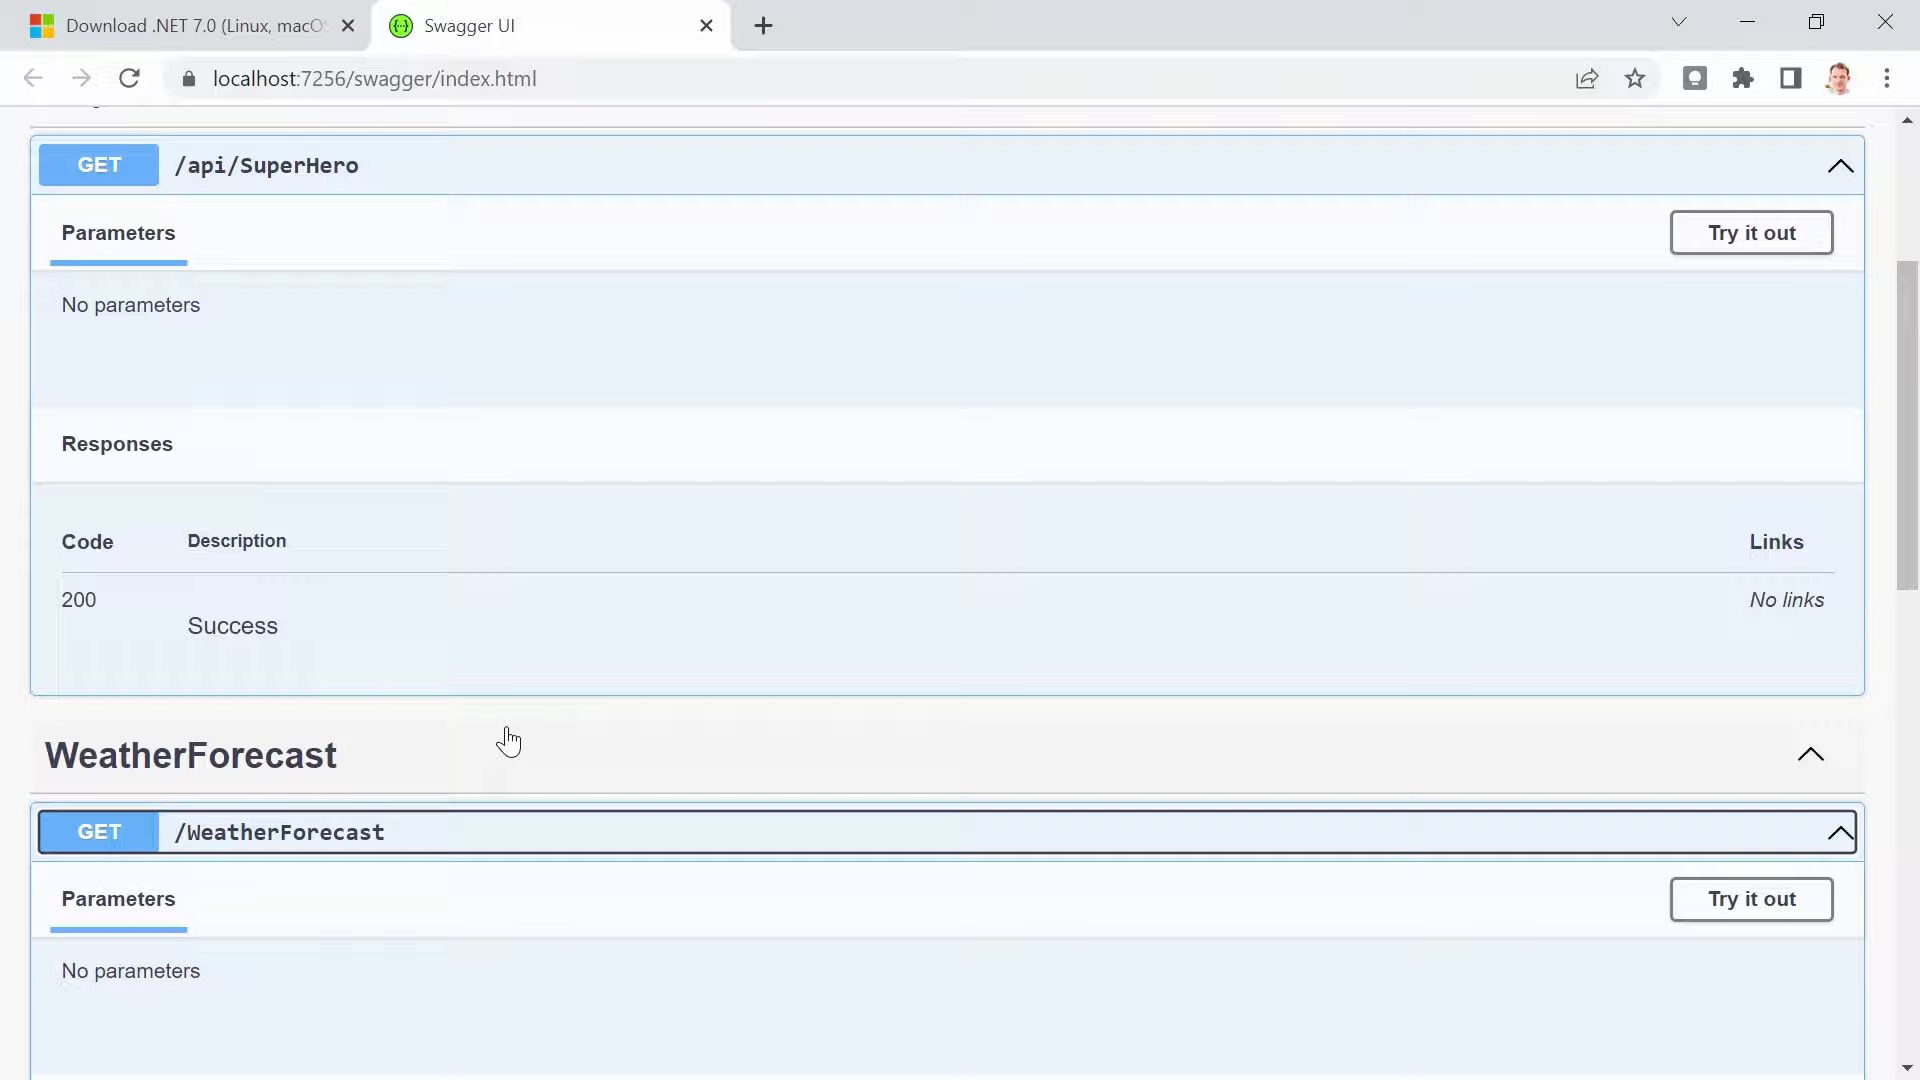 Download .NET 7.0 (Linux, macO
Swagger UI
localhost:7256/swagger/index.html
GET /api/SuperHero
Parameters
Try it out
No parameters
Responses
Code Description Links
200 No links
Success
WeatherForecast
GET /WeatherForecast
Parameters
Try it out
No parameters